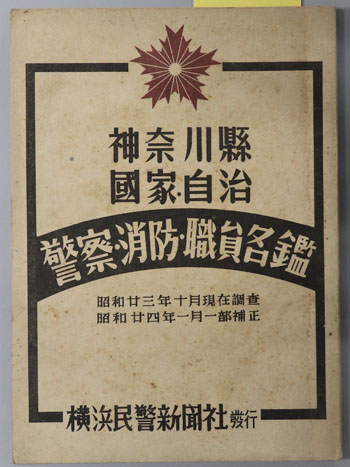 神奈川縣
國家・自治
警察・消防・職員名鑑
昭和廿三年十月現在調査
昭和廿四年一月一部補正
横浜民警新聞社發行